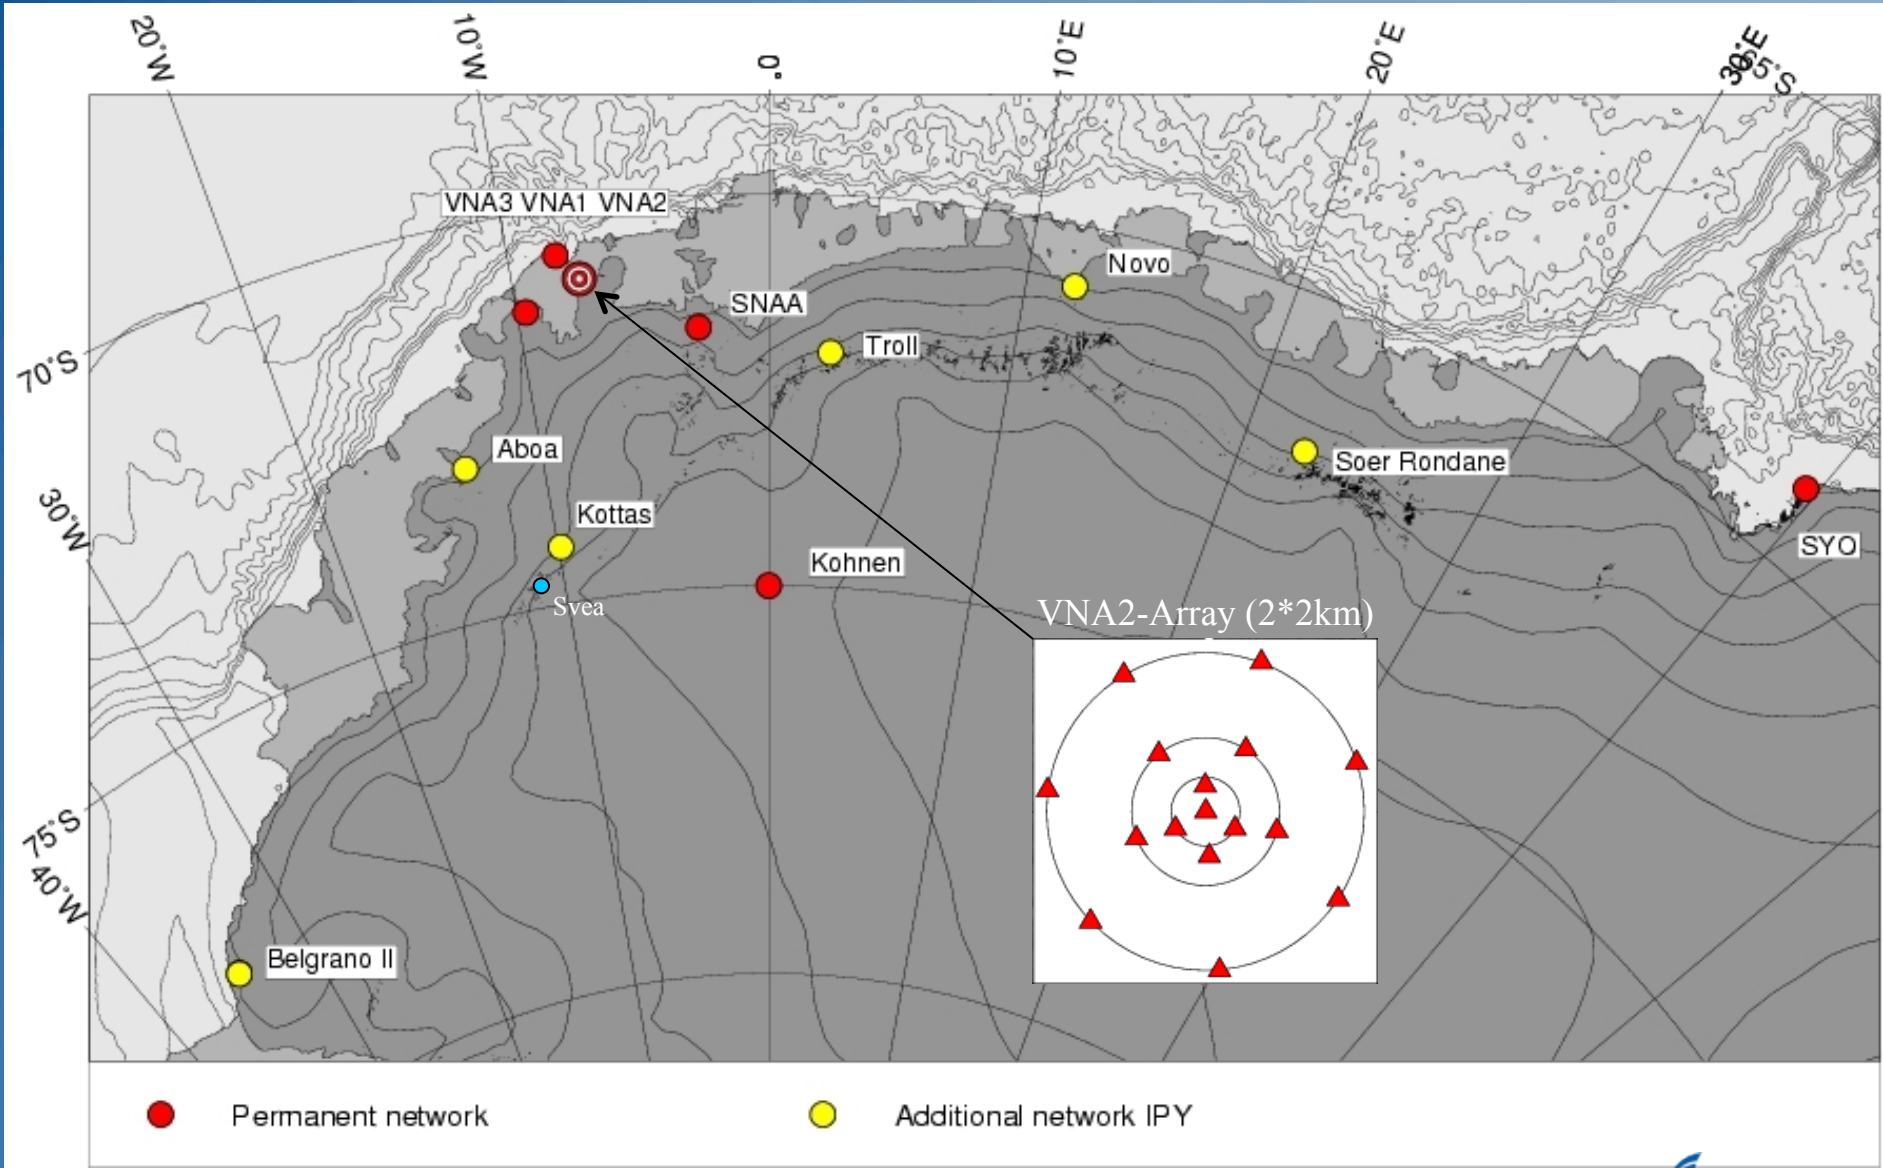 20°W
10°W
0°
10°E
20°E
30°E
65°S
VNA3 VNA1 VNA2
Novo
SNAA
Troll
70°S
Aboa
Soer Rondane
30°W
Kottas
SYO
Kohnen
Svea
VNA2-Array (2*2km)
75°S
40°W
Belgrano II
Permanent network
Additional network IPY